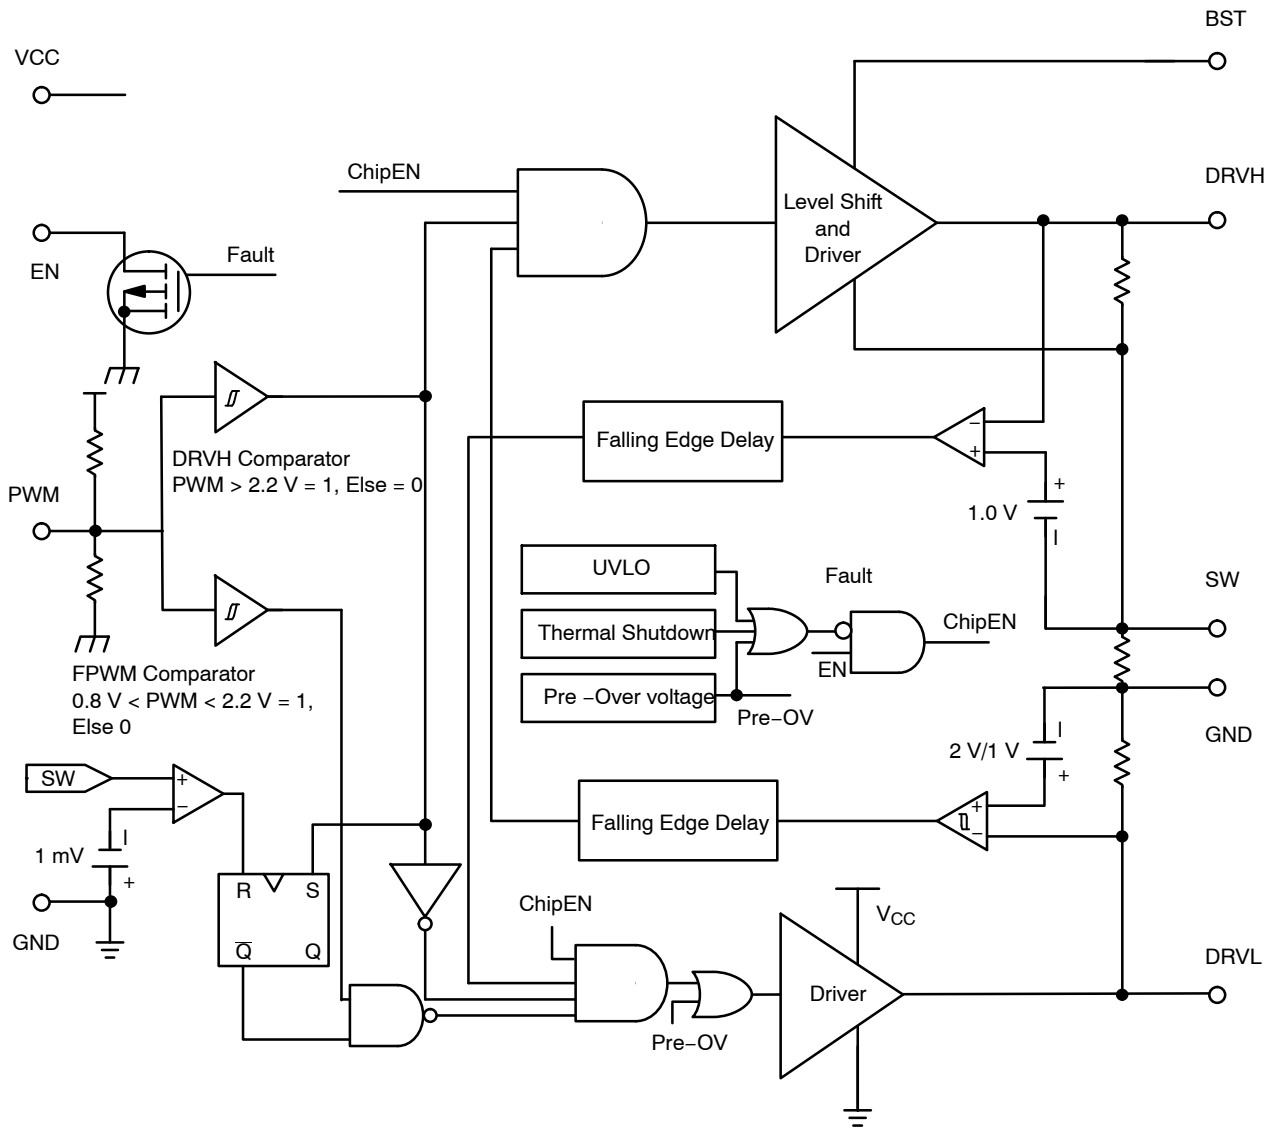 BST
VCC
ChipEN
DRVH
Level Shift
and
Driver
EN
Fault
DRVH Comparator
PWM > 2.2 V = 1, Else = 0
Falling Edge Delay
−
+
+
1.0 V
PWM
UVLO
Fault
SW
Thermal Shutdown
ChipEN
EN
Pre −Over voltage
Pre−OV
FPWM Comparator
0.8 V < PWM < 2.2 V = 1,
Else 0
GND
2 V/1 V
+
SW
+
−
Falling Edge Delay
+
−
1 mV
+
R
S
ChipEN
VCC
GND
Q
Q
DRVL
Driver
Pre−OV